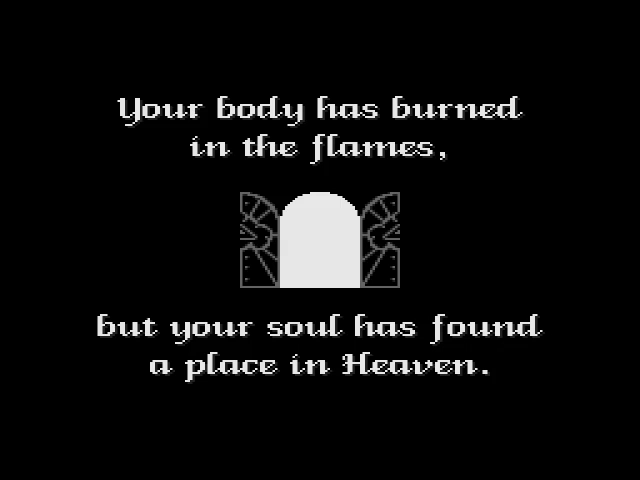 Your body has burned
in the flames,
but your soul has found
a place in Heaven.